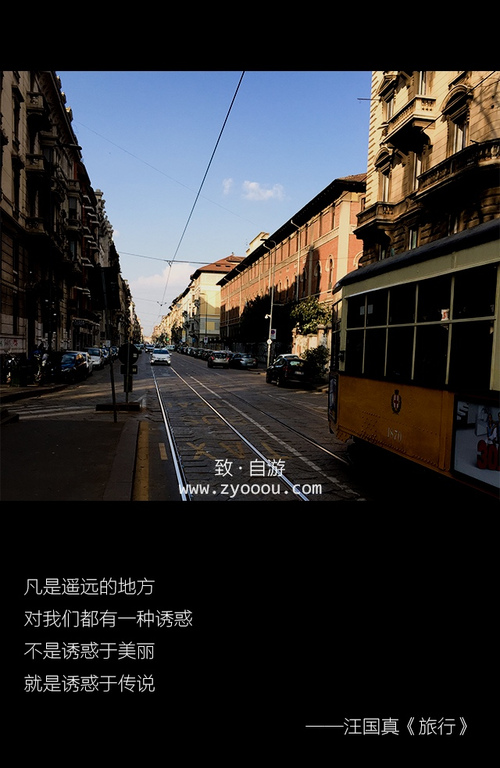 致·自游
www.zyooou.com
凡是遥远的地方
对我们都有一种诱惑
不是诱惑于美丽
就是诱惑于传说
——汪国真《旅行》